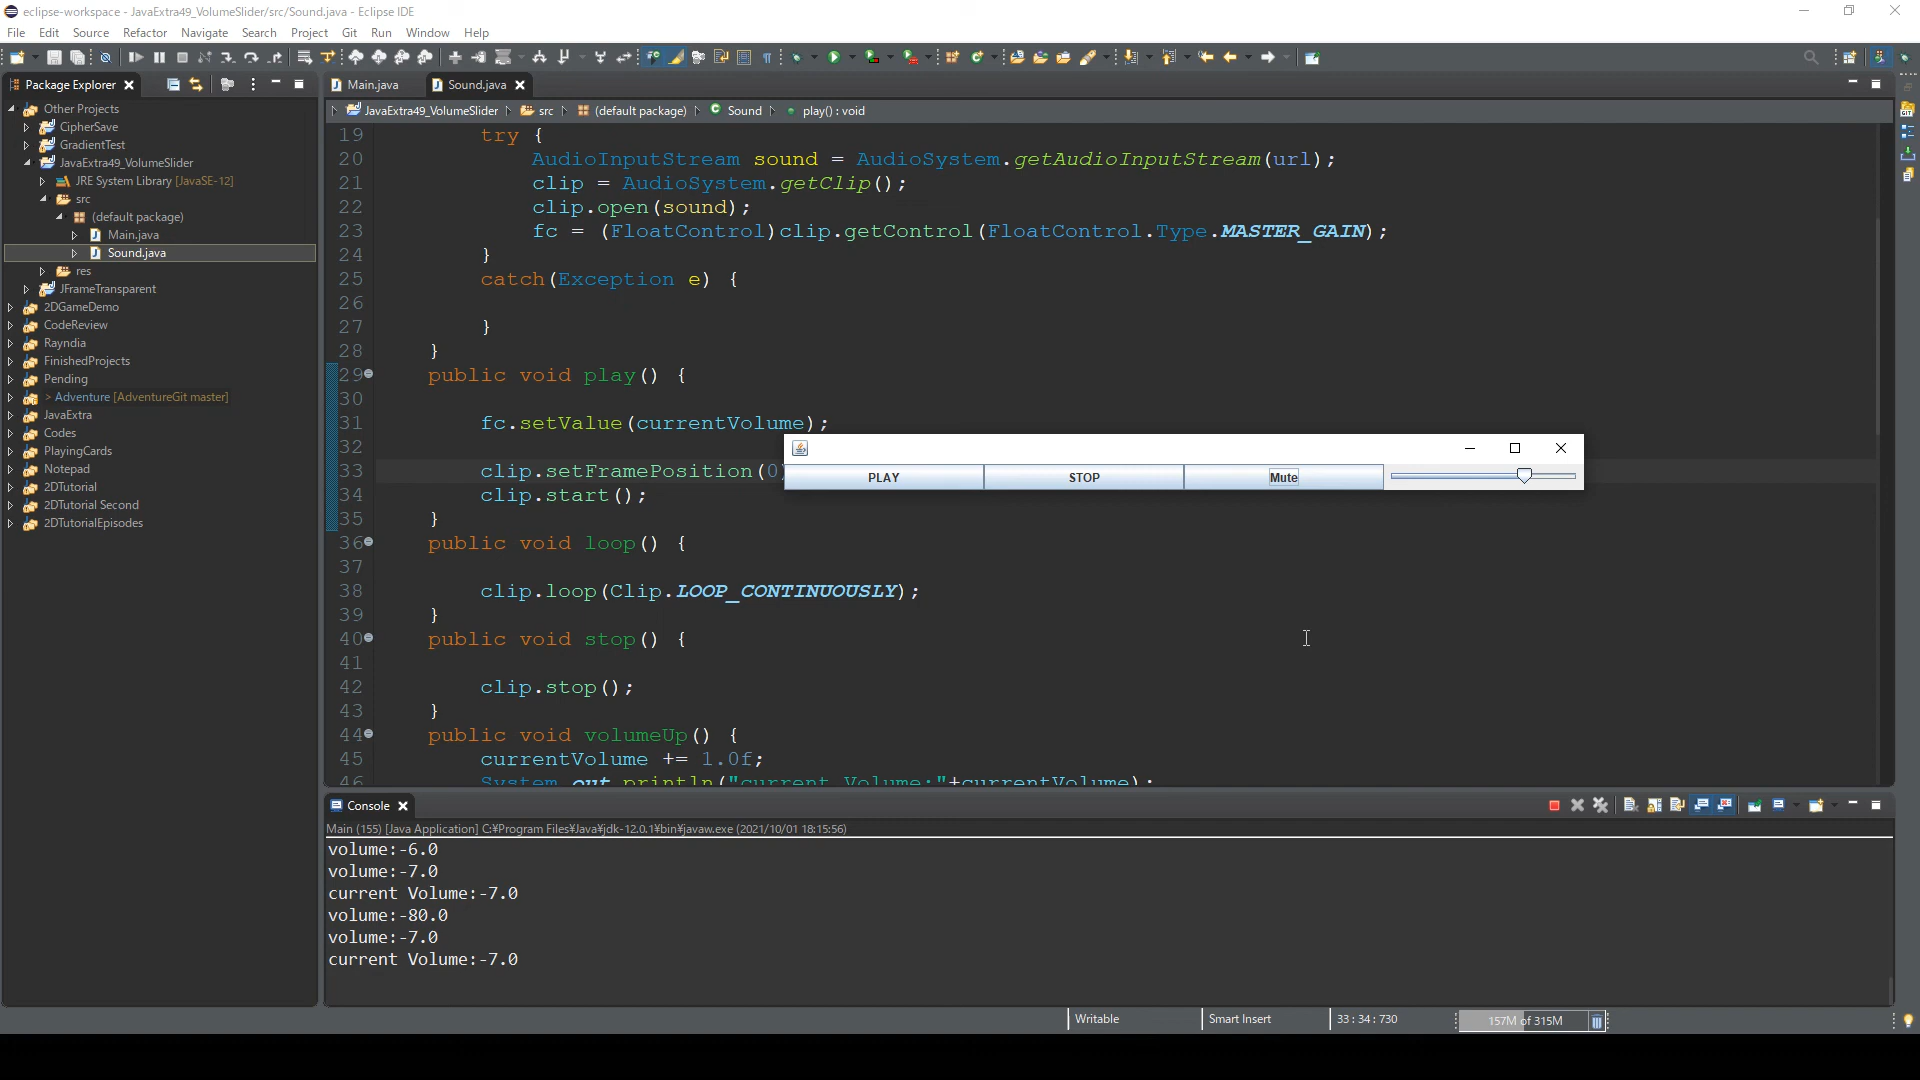 eclipse-workspace - JavaExtra49_VolumeSlider/src/Sound.java - Eclipse IDE
File Edit Source Refactor Navigate Search Project Git Run Window Help
Package Explorer
Other Projects
CipherSave
GradientTest
JavaExtra49_VolumeSlider
JRE System Library [JavaSE-12]
src
(default package)
Main.java
Sound.java
res
JFrameTransparent
2DGameDemo
CodeReview
Rayndia
FinishedProjects
Pending
> Adventure [AdventureGit master]
JavaExtra
Codes
PlayingCards
Notepad
2DTutorial
2DTutorial Second
2DTutorialEpisodes
Main.java Sound.java
JavaExtra49_VolumeSlider src (default package) Sound play() : void
19 try {
20 AudioInputStream sound = AudioSystem.getAudioInputStream(url);
21 clip = AudioSystem.getClip();
22 clip.open(sound);
23 fc = (FloatControl)clip.getControl(FloatControl.Type.MASTER_GAIN);
24 }
25 catch(Exception e) {
26
27 }
28 }
29 public void play() {
30
31 fc.setValue(currentVolume);
32
33 clip.setFramePosition(0)
34 clip.start();
35 }
36 public void loop() {
37
38 clip.loop(Clip.LOOP_CONTINUOUSLY);
39 }
40 public void stop() {
41
42 clip.stop();
43 }
44 public void volumeUp() {
45 currentVolume += 1.0f;
46 System.out.println("current Volume:"+currentVolume);
PLAY STOP Mute
Console
Main (155) [Java Application] C:¥Program Files¥Java¥jdk-12.0.1¥bin¥javaw.exe (2021/10/01 18:15:56)
volume:-6.0
volume:-7.0
current Volume:-7.0
volume:-80.0
volume:-7.0
current Volume:-7.0
Writable Smart Insert 33 : 34 : 730 157M of 315M